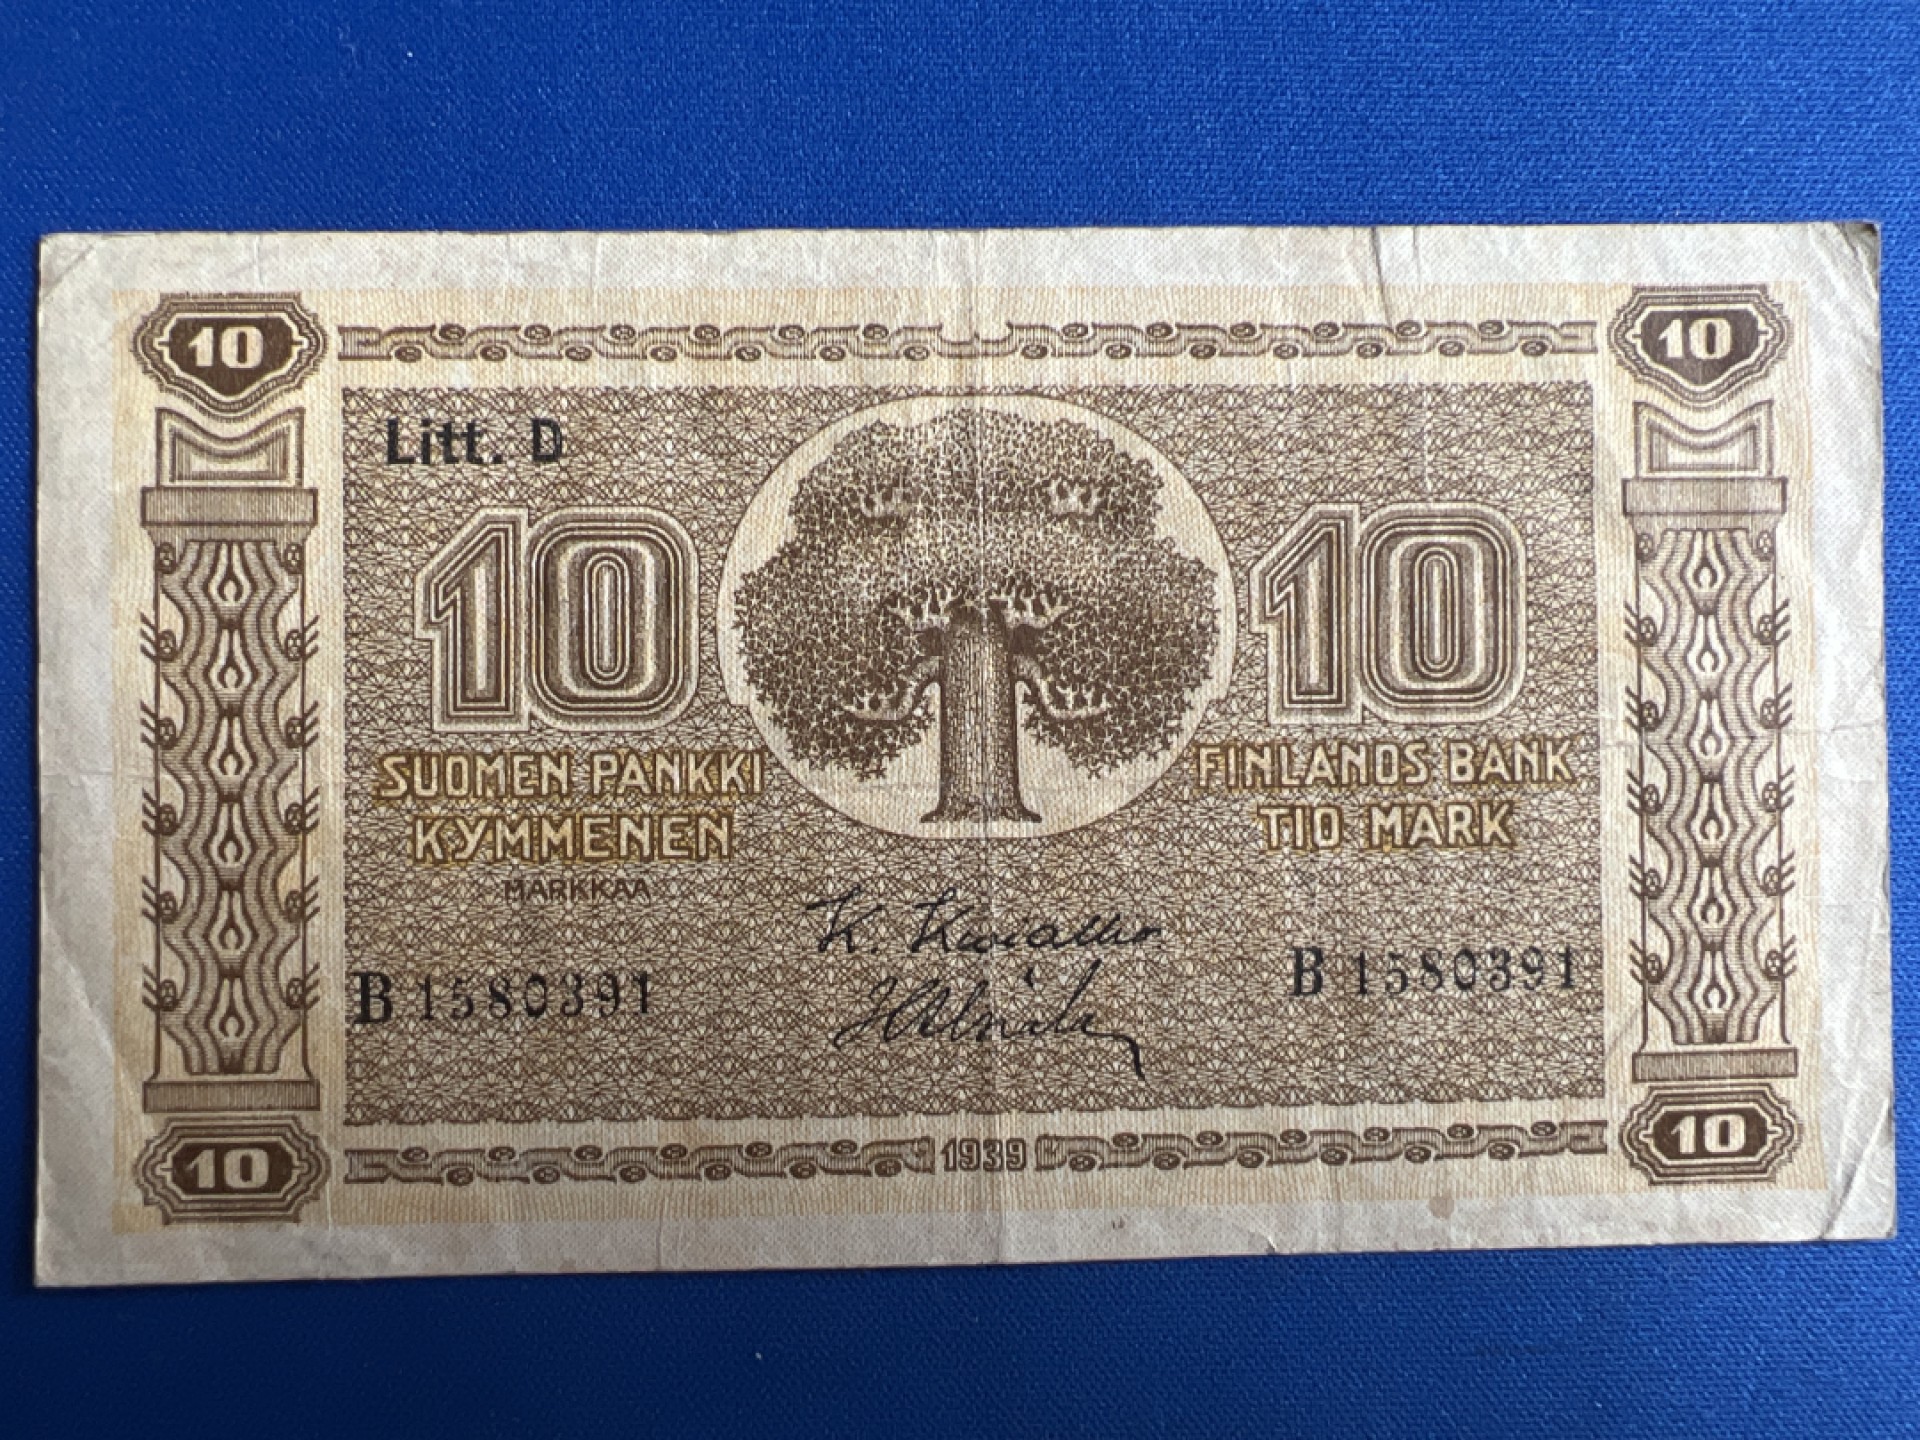 10
10
Litt. D
10
10
SUOMEN PANKKI
KYMMENEN
MARKKAA
FINLANDS BANK
TIO MARK
B 1580391
B 1580391
10
1939
10